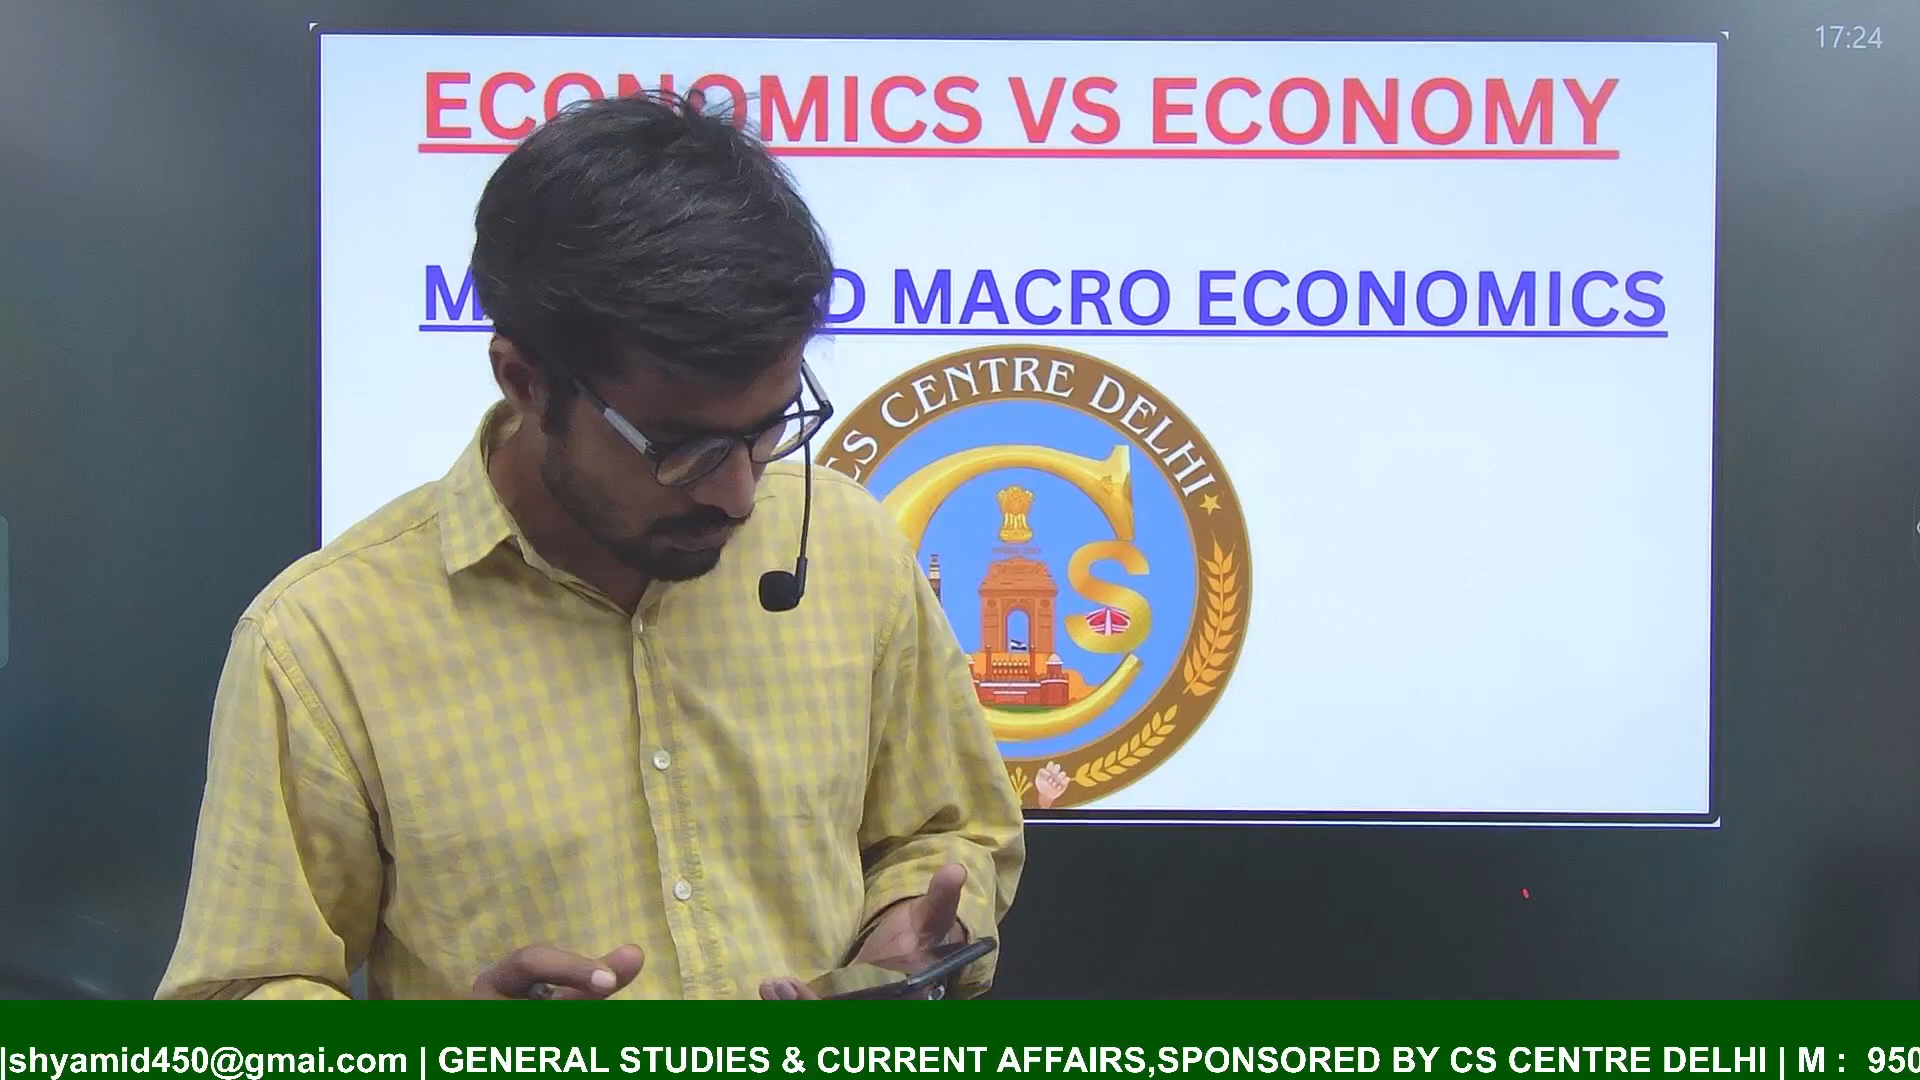 17:24
ECONOMICS VS ECONOMY
MACRO ECONOMICS
CS CENTRE DELHI
S
|shyamid450@gmai.com | GENERAL STUDIES & CURRENT AFFAIRS,SPONSORED BY CS CENTRE DELHI | M : 950